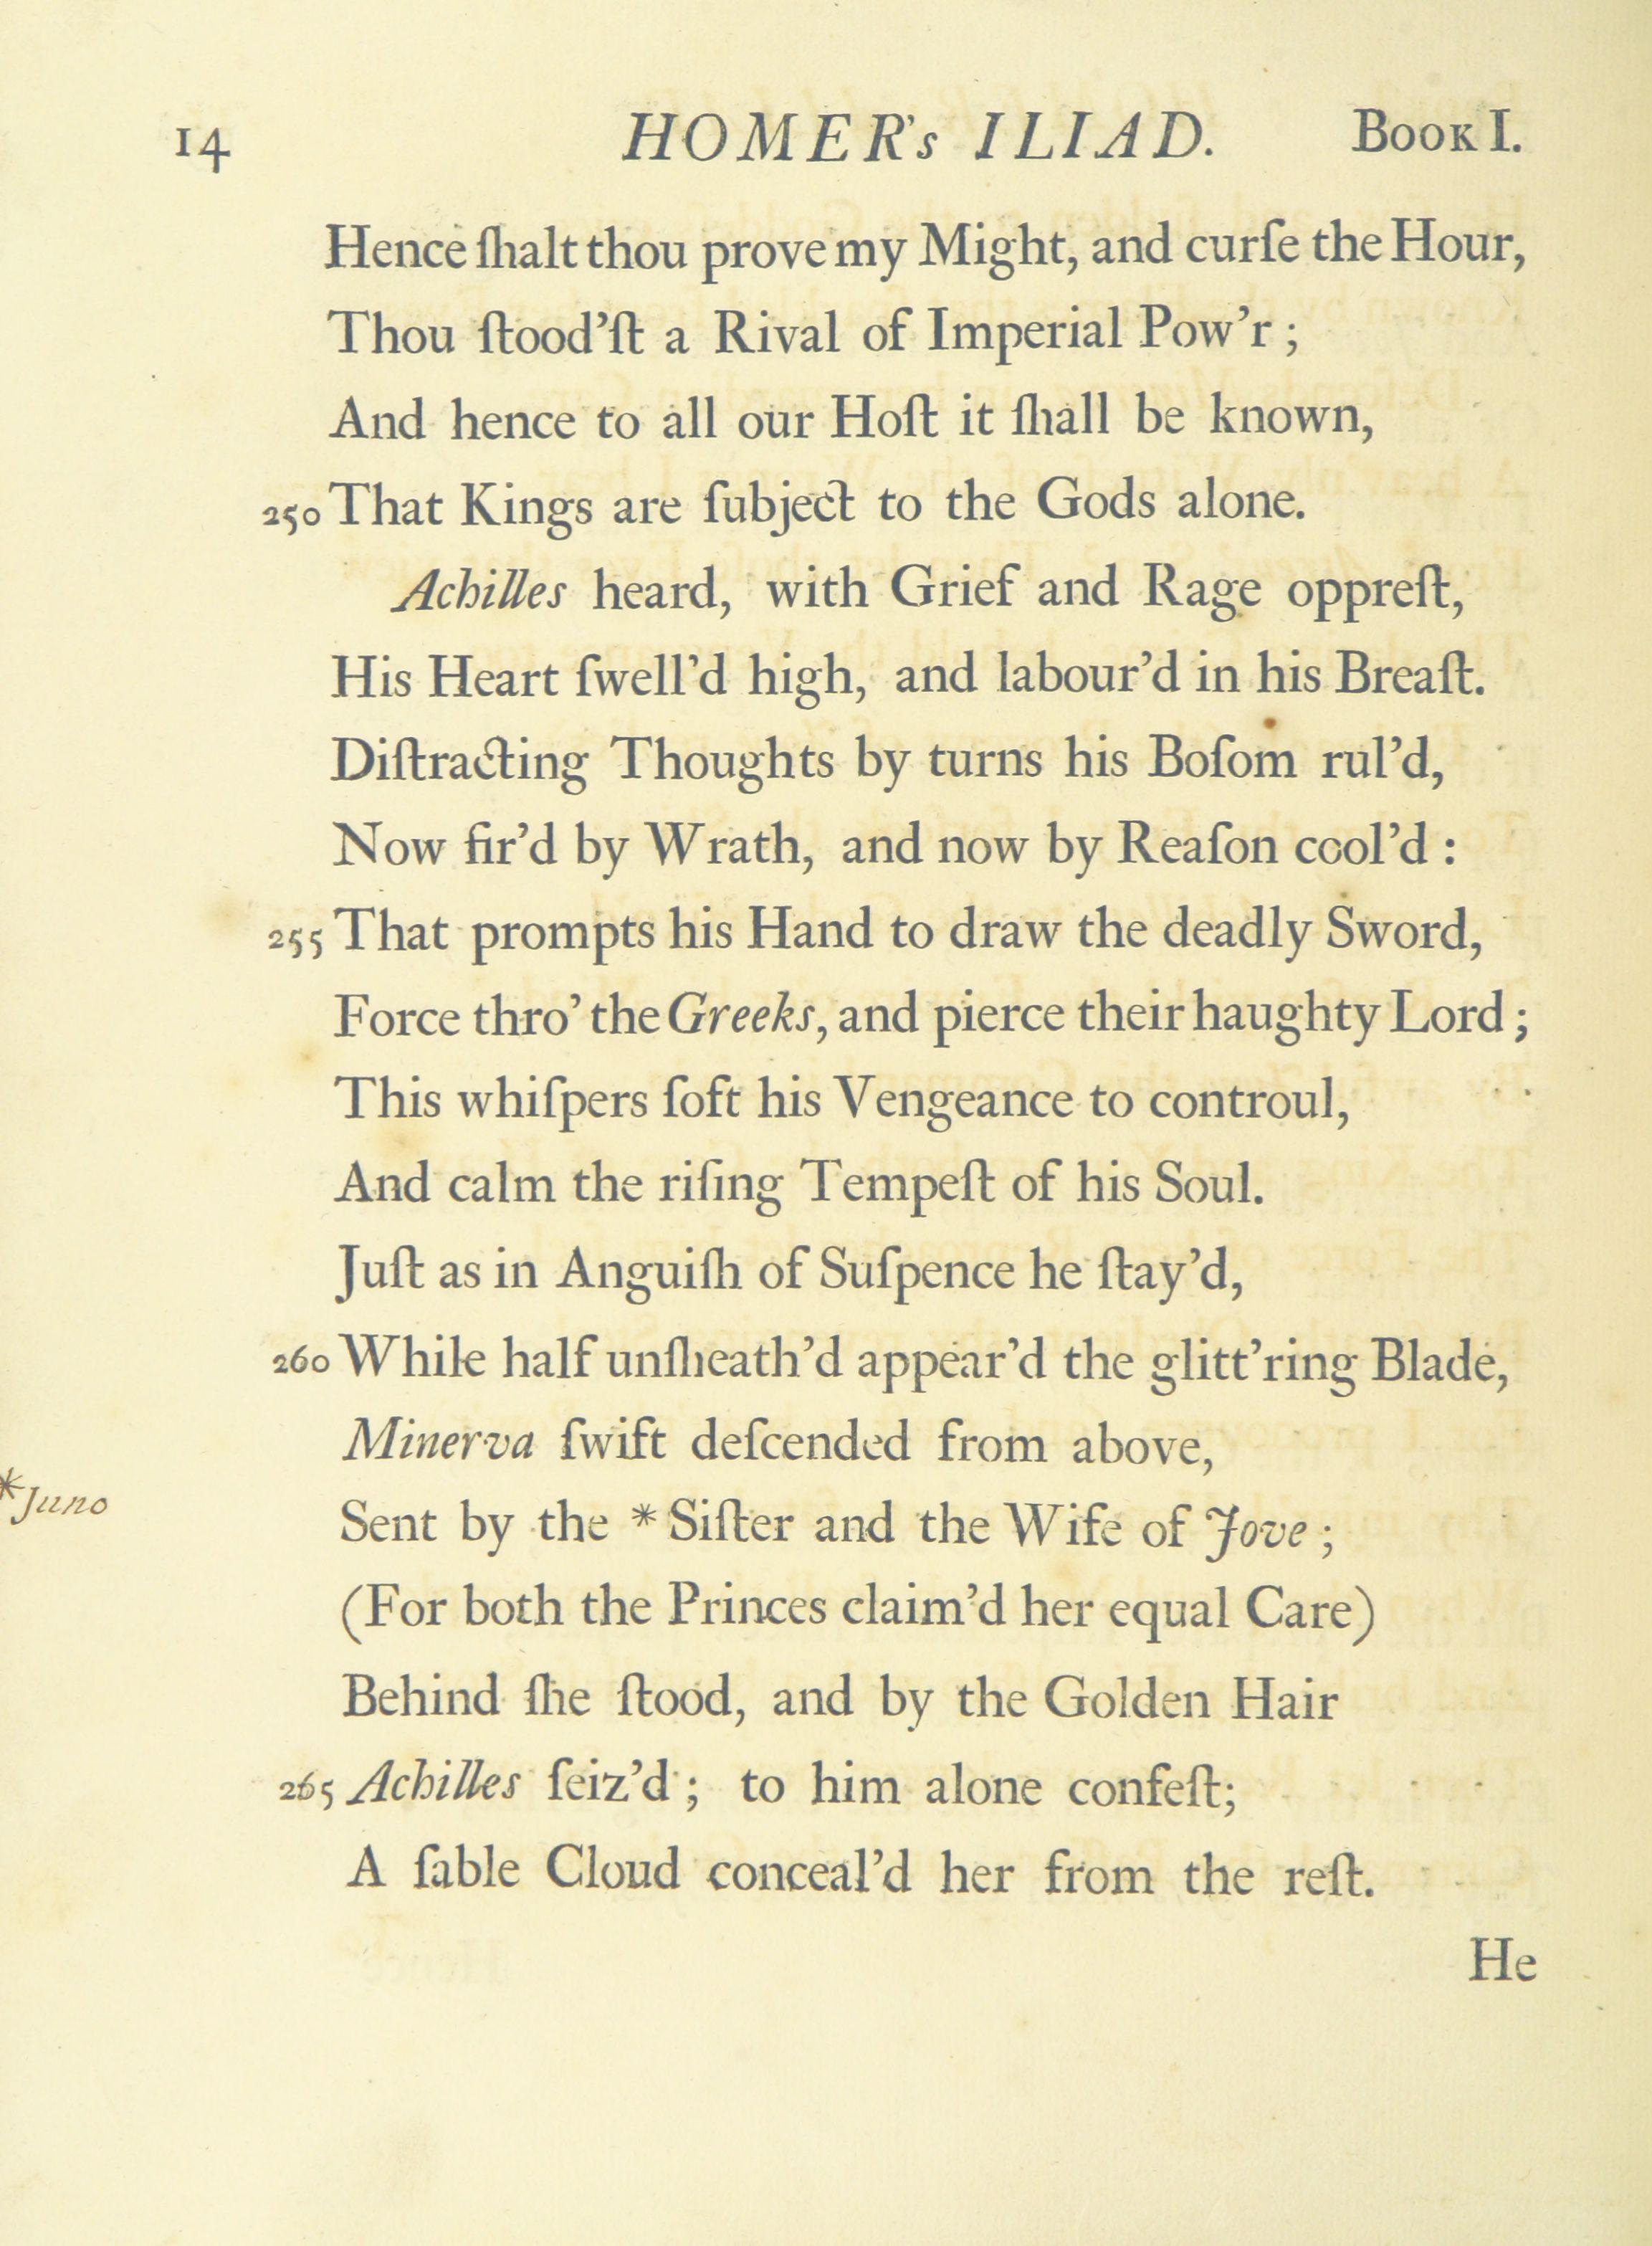 14 HOMER's ILIAD. BOOK I.
Hence ſhalt thou prove my Might, and curſe the Hour,
Thou ſtood'ſt a Rival of Imperial Pow'r ;
And hence to all our Hoſt it ſhall be known,
250 That Kings are ſubject to the Gods alone.
Achilles heard, with Grief and Rage oppreſt,
His Heart ſwell'd high, and labour'd in his Breaſt.
Diſtracting Thoughts by turns his Boſom rul'd,
Now fir'd by Wrath, and now by Reaſon cool'd :
255 That prompts his Hand to draw the deadly Sword,
Force thro' the Greeks, and pierce their haughty Lord ;
This whiſpers ſoft his Vengeance to controul,
And calm the riſing Tempeſt of his Soul.
Juſt as in Anguiſh of Suſpence he ſtay'd,
260 While half unſheath'd appear'd the glitt'ring Blade,
Minerva ſwift deſcended from above,
*Juno
Sent by the * Siſter and the Wife of Jove ;
(For both the Princes claim'd her equal Care)
Behind ſhe ſtood, and by the Golden Hair
265 Achilles ſeiz'd ; to him alone confeſt;
A ſable Cloud conceal'd her from the reſt.
He